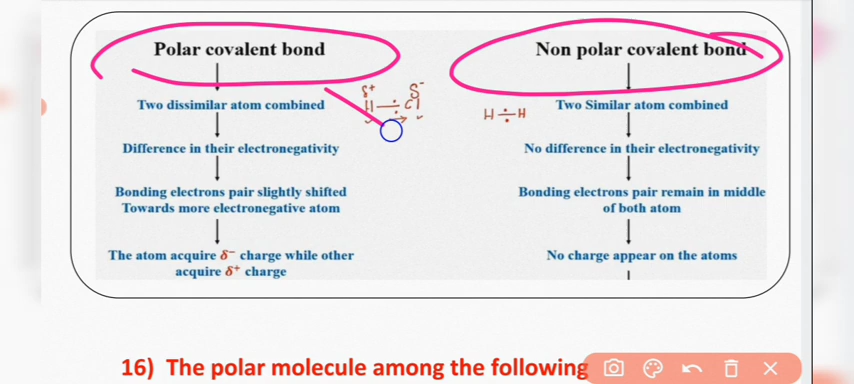 Polar covalent bond
Two dissimilar atom combined
Difference in their electronegativity
Bonding electrons pair slightly shifted
Towards more electronegative atom
The atom acquire δ⁻ charge while other
acquire δ⁺ charge
δ⁺ δ⁻
H ÷ Cl
H ÷ H
Non polar covalent bond
Two Similar atom combined
No difference in their electronegativity
Bonding electrons pair remain in middle
of both atom
No charge appear on the atoms
16) The polar molecule among the following